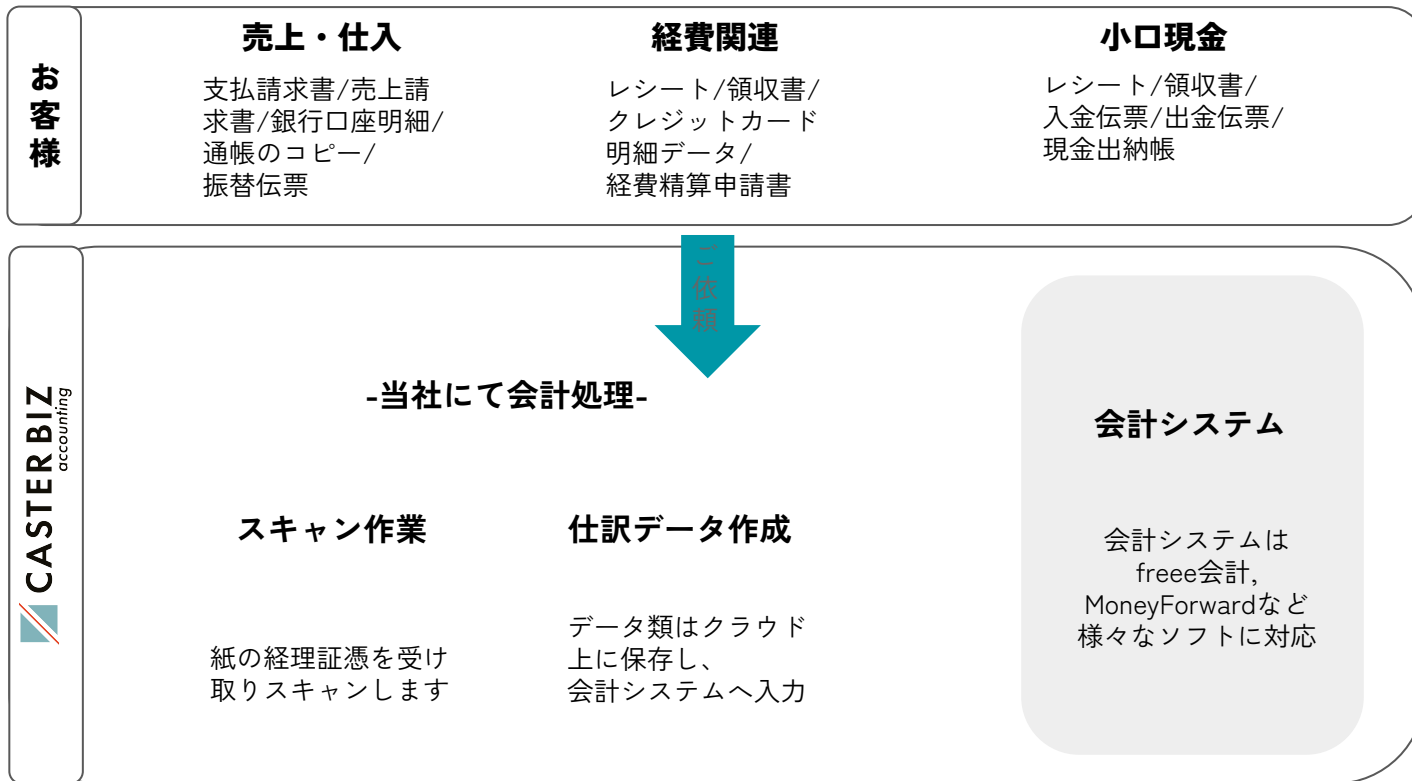 お客様
売上・仕入
支払請求書/売上請
求書/銀行口座明細/
通帳のコピー/
振替伝票
経費関連
レシート/領収書/
クレジットカード
明細データ/
経費精算申請書
小口現金
レシート/領収書/
入金伝票/出金伝票/
現金出納帳
ご依頼
CASTER BIZ
accounting
-当社にて会計処理-
スキャン作業
紙の経理証憑を受け
取りスキャンします
仕訳データ作成
データ類はクラウド
上に保存し、
会計システムへ入力
会計システム
会計システムは
freee会計,
MoneyForwardなど
様々なソフトに対応